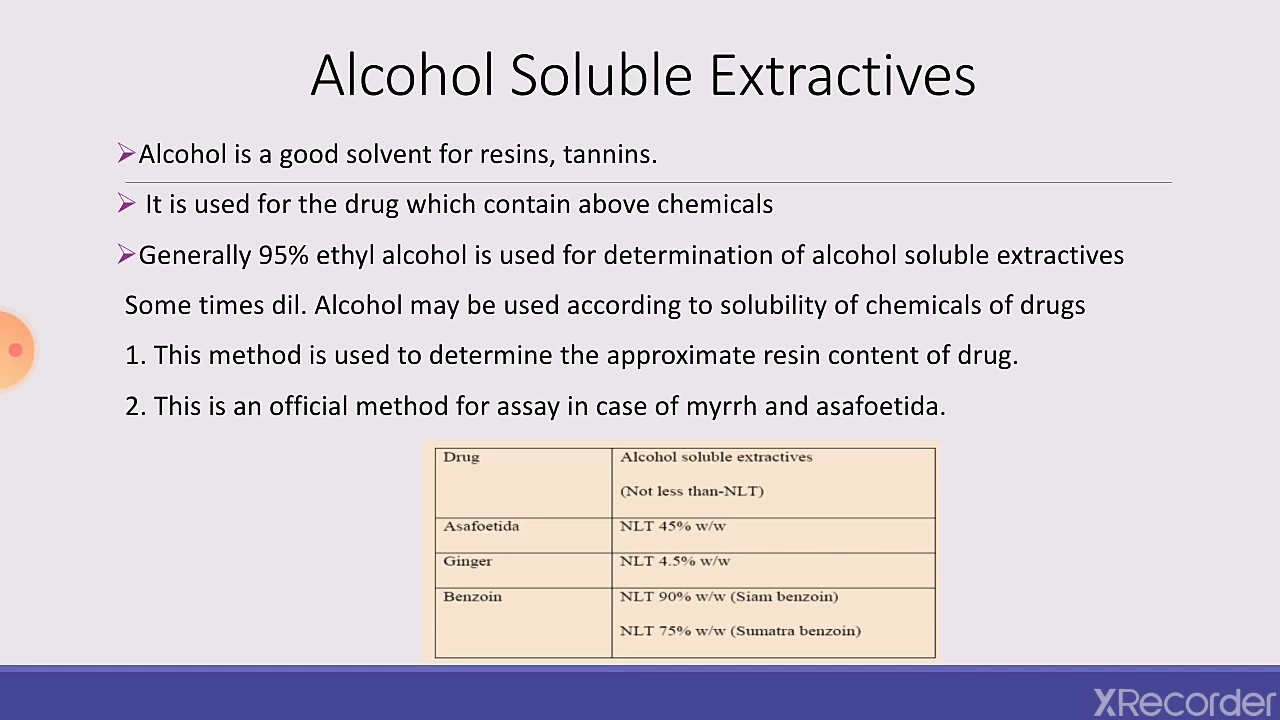 Alcohol Soluble Extractives
Alcohol is a good solvent for resins, tannins.
It is used for the drug which contain above chemicals
Generally 95% ethyl alcohol is used for determination of alcohol soluble extractives
Some times dil. Alcohol may be used according to solubility of chemicals of drugs
1. This method is used to determine the approximate resin content of drug.
2. This is an official method for assay in case of myrrh and asafoetida.
Drug
Alcohol soluble extractives
(Not less than-NLT)
Asafoetida
NLT 45% w/w
Ginger
NLT 4.5% w/w
Benzoin
NLT 90% w/w (Siam benzoin)
NLT 75% w/w (Sumatra benzoin)
XRecorder